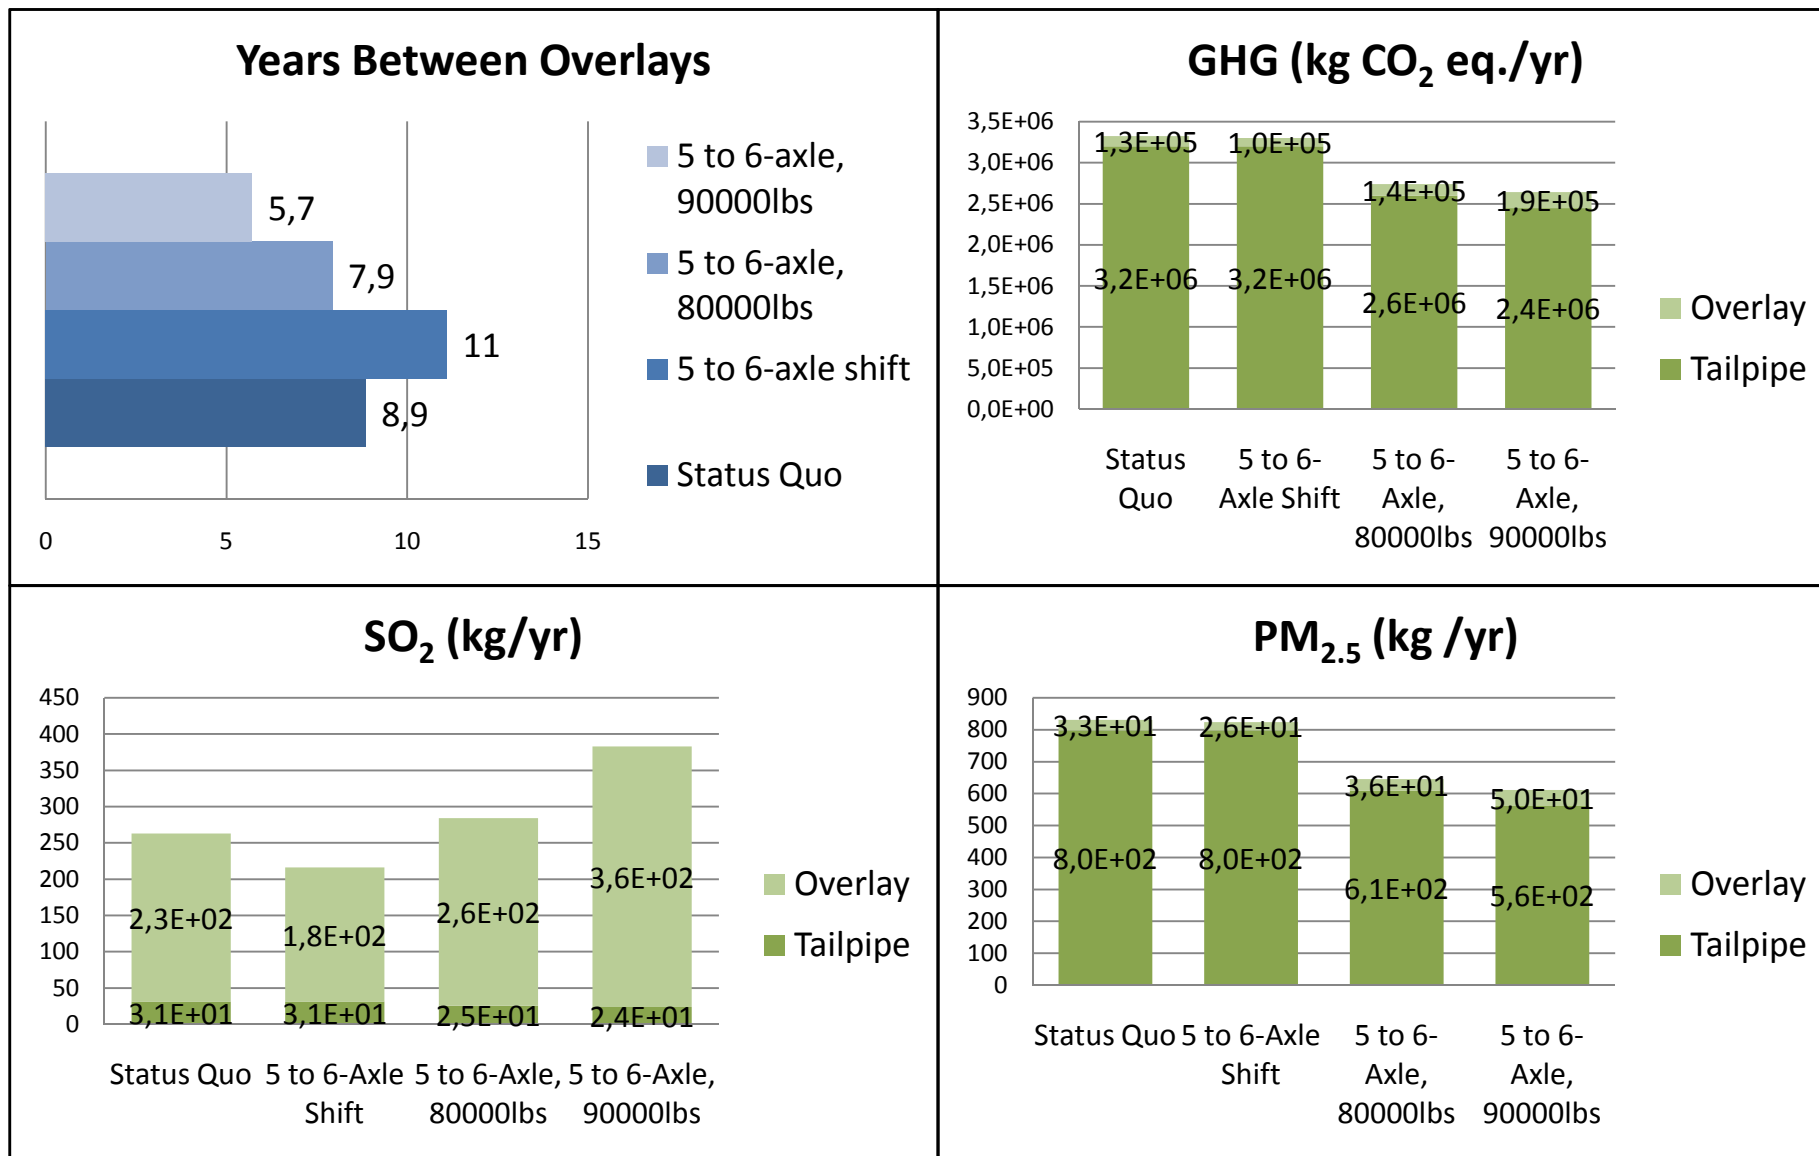 Years Between Overlays
5,7
7,9
11
8,9
0 5 10 15
5 to 6-axle,
90000lbs
5 to 6-axle,
80000lbs
5 to 6-axle shift
Status Quo
GHG (kg CO₂ eq./yr)
3,5E+06
3,0E+06
2,5E+06
2,0E+06
1,5E+06
1,0E+06
5,0E+05
0,0E+00
1,3E+05 1,0E+05 1,4E+05 1,9E+05
3,2E+06 3,2E+06 2,6E+06 2,4E+06
Status
Quo
5 to 6-
Axle Shift
5 to 6-
Axle,
80000lbs
5 to 6-
Axle,
90000lbs
Overlay
Tailpipe
SO₂ (kg/yr)
450
400
350
300
250
200
150
100
50
0
2,3E+02 1,8E+02 2,6E+02 3,6E+02
3,1E+01 3,1E+01 2,5E+01 2,4E+01
Status Quo
5 to 6-Axle
Shift
5 to 6-Axle,
80000lbs
5 to 6-Axle,
90000lbs
Overlay
Tailpipe
PM₂.₅ (kg /yr)
900
800
700
600
500
400
300
200
100
0
3,3E+01 2,6E+01 3,6E+01 5,0E+01
8,0E+02 8,0E+02 6,1E+02 5,6E+02
Status Quo
5 to 6-Axle
Shift
5 to 6-
Axle,
80000lbs
5 to 6-
Axle,
90000lbs
Overlay
Tailpipe